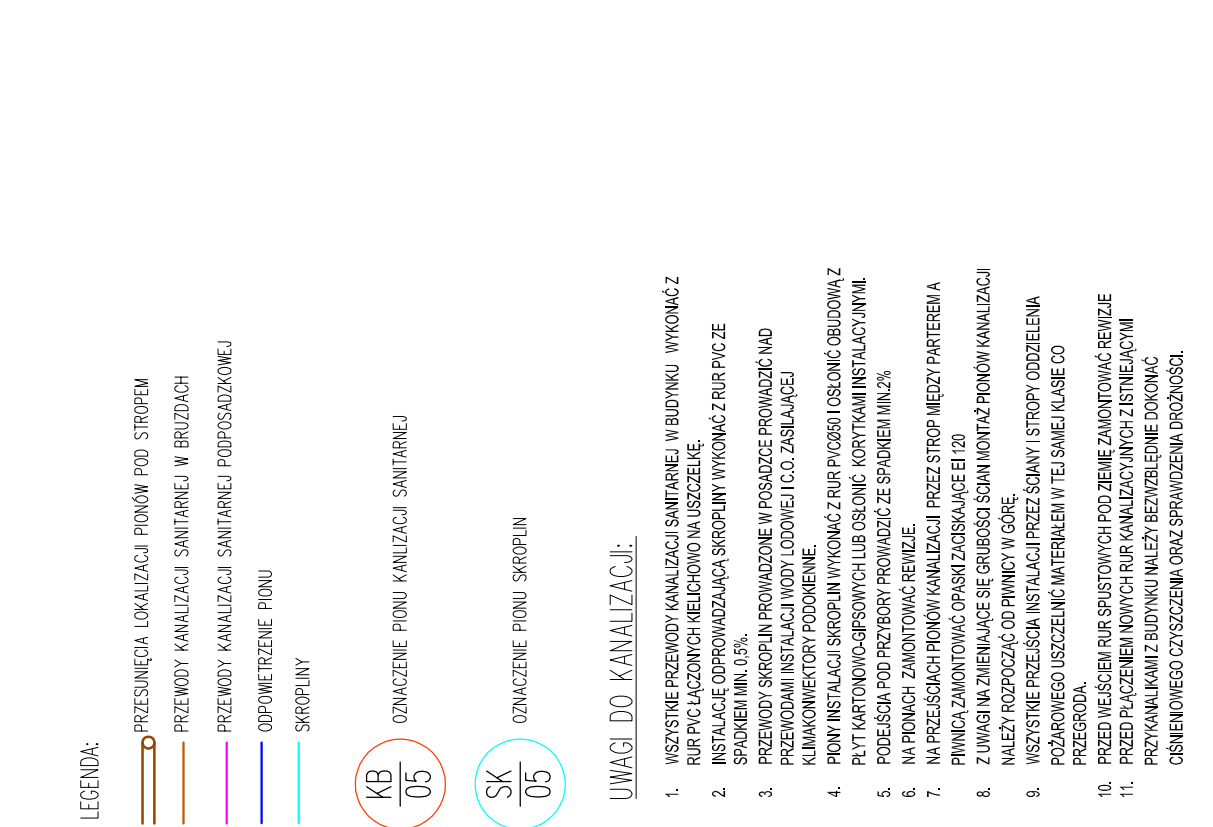 LEGENDA:
PRZESUNIĘCIA LOKALIZACJI PIONÓW POD STROPEM
PRZEWODY KANALIZACJI SANITARNEJ W BRUZDACH
PRZEWODY KANALIZACJI SANITARNEJ PODPOSADZKOWEJ
ODPOWIETRZENIE PIONU
SKROPLINY
KB
05
OZNACZENIE PIONU KANLIZACJI SANITARNEJ
SK
05
OZNACZENIE PIONU SKROPLIN
UWAGI DO KANALIZACJI:
1. WSZYSTKIE PRZEWODY KANALIZACJI SANITARNEJ W BUDYNKU WYKONAĆ Z
RUR PVC ŁĄCZONYCH KIELICHOWO NA USZCZELKĘ.
2. INSTALACJĘ ODPROWADZAJĄCĄ SKROPLINY WYKONAĆ Z RUR PVC ZE
SPADKIEM MIN. 0,5%.
3. PRZEWODY SKROPLIN PROWADZONE W POSADZCE PROWADZIĆ NAD
PRZEWODAMI INSTALACJI WODY LODOWEJ I C.O. ZASILAJĄCEJ
KLIMAKONWEKTORY PODOKIENNE.
4. PIONY INSTALACJI SKROPLIN WYKONAĆ Z RUR PVCØ50 I OSŁONIĆ OBUDOWĄ Z
PŁYT KARTONOWO-GIPSOWYCH LUB OSŁONIĆ KORYTKAMI INSTALACYJNYMI.
5. PODEJŚCIA POD PRZYBORY PROWADZIĆ ZE SPADKIEM MIN.2%
6. NA PIONACH ZAMONTOWAĆ REWIZJE.
7. NA PRZEJŚCIACH PIONÓW KANALIZACJI PRZEZ STROP MIĘDZY PARTEREM A
PIWNICĄ ZAMONTOWAĆ OPASKI ZACISKAJĄCE EI 120
8. Z UWAGI NA ZMIENIAJĄCE SIĘ GRUBOŚCI ŚCIAN MONTAŻ PIONÓW KANALIZACJI
NALEŻY ROZPOCZĄĆ OD PIWNICY W GÓRĘ.
9. WSZYSTKIE PRZEJŚCIA INSTALACJI PRZEZ ŚCIANY I STROPY ODDZIELENIA
POŻAROWEGO USZCZELNIĆ MATERIAŁEM W TEJ SAMEJ KLASIE CO
PRZEGRODA.
10. PRZED WEJŚCIEM RUR SPUSTOWYCH POD ZIEMIĘ ZAMONTOWAĆ REWIZJE
11. PRZED PŁĄCZENIEM NOWYCH RUR KANALIZACYJNYCH Z ISTNIEJĄCYMI
PRZYKANALIKAMI Z BUDYNKU NALEŻY BEZWZBLĘDNIE DOKONAĆ
CIŚNIENIOWEGO CZYSZCZENIA ORAZ SPRAWDZENIA DROŻNOŚCI.